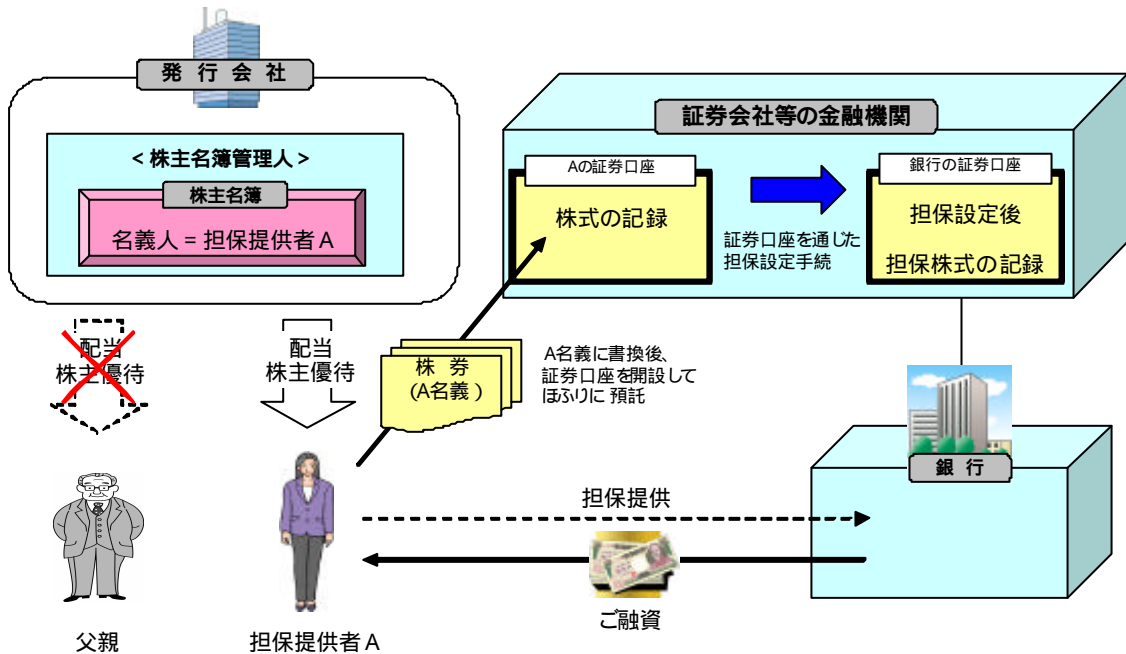 発 行 会 社
< 株主名簿管理人 >
株主名簿
名義人 = 担保提供者 A
証券会社等の金融機関
Aの証券口座
株式の記録
証券口座を通じた
担保設定手続
銀行の証券口座
担保設定後
担保株式の記録
配当
株主優待
配当
株主優待
株 券
(A名義 )
A名義に書換後、
証券口座を開設して
ほふりに 預託
銀 行
担保提供
ご融資
父親
担保提供者 A